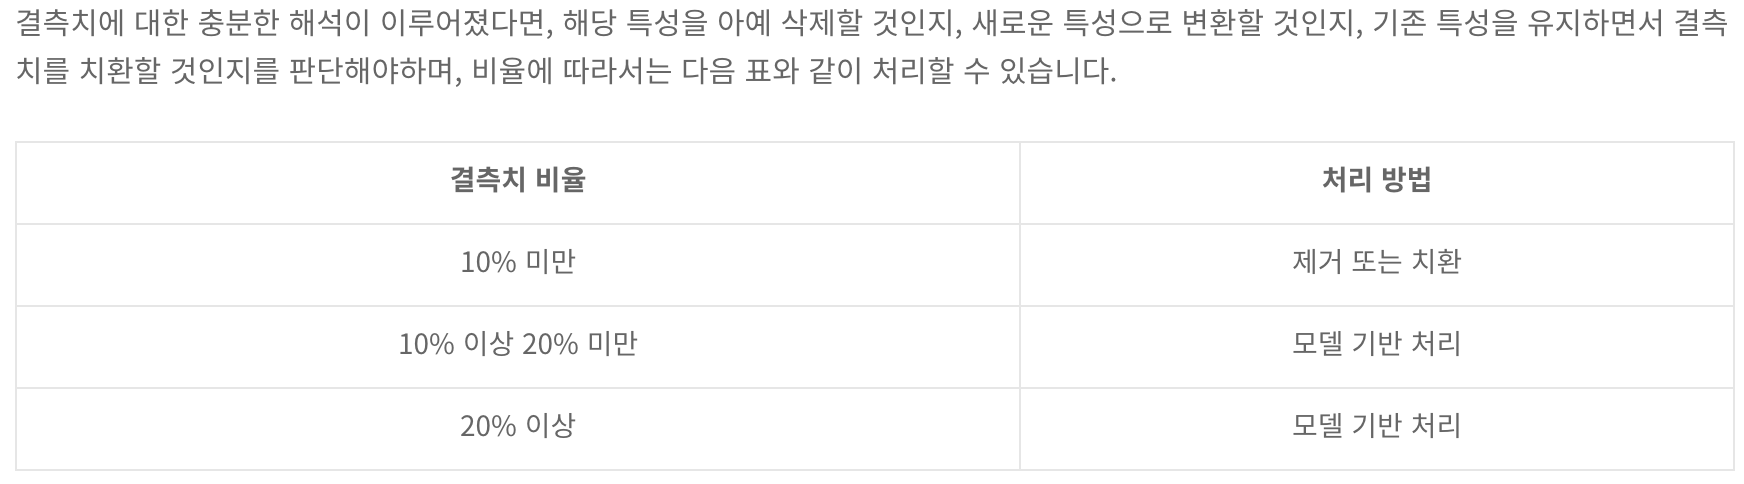 결측치에 대한 충분한 해석이 이루어졌다면, 해당 특성을 아예 삭제할 것인지, 새로운 특성으로 변환할 것인지, 기존 특성을 유지하면서 결측
치를 치환할 것인지를 판단해야하며, 비율에 따라서는 다음 표와 같이 처리할 수 있습니다.
결측치 비율 처리 방법
10% 미만 제거 또는 치환
10% 이상 20% 미만 모델 기반 처리
20% 이상 모델 기반 처리